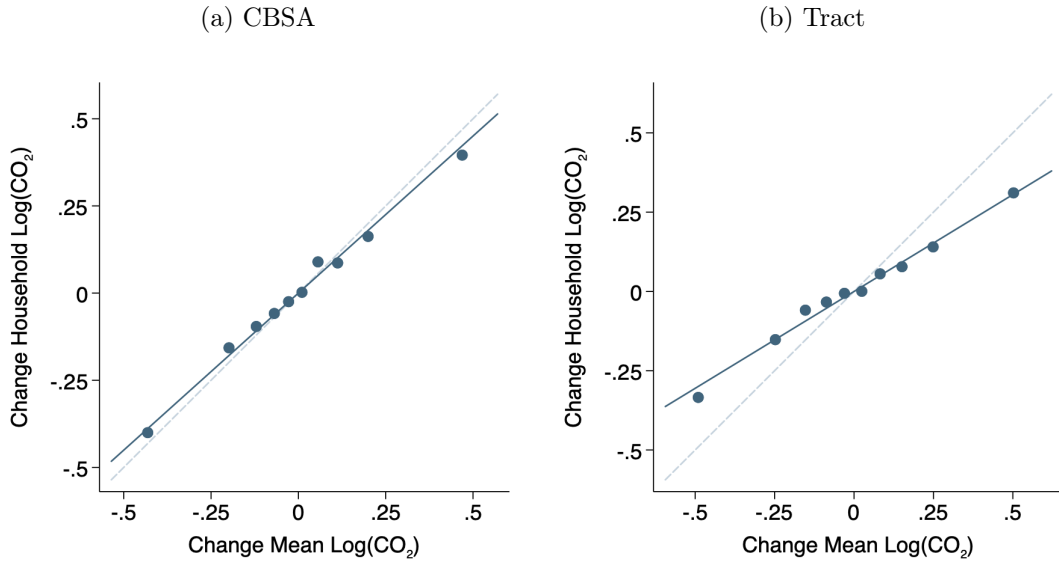 (a) CBSA
Change Household Log(CO₂)
.5
.25
0
-.25
-.5
-.5 -.25 0 .25 .5
Change Mean Log(CO₂)
(b) Tract
Change Household Log(CO₂)
.5
.25
0
-.25
-.5
-.5 -.25 0 .25 .5
Change Mean Log(CO₂)